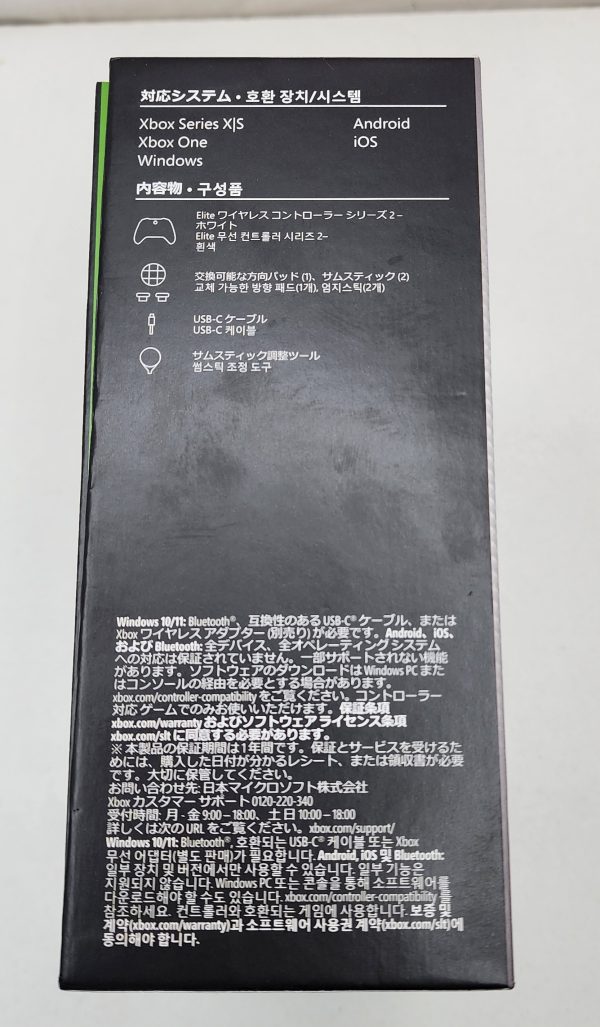 対応システム • 호환 장치/시스템
Xbox Series X|S Android
Xbox One iOS
Windows
内容物 • 구성품
Elite ワイヤレス コントローラー シリーズ 2 –
ホワイト
Elite 무선 컨트롤러 시리즈 2–
흰색
交換可能な方向パッド (1)、サムスティック (2)
교체 가능한 방향 패드(1개), 엄지스틱(2개)
USB-C ケーブル
USB-C 케이블
サムスティック調整ツール
썸스틱 조정 도구
Windows 10/11: Bluetooth®、互換性のある USB-C® ケーブル、または
Xbox ワイヤレス アダプター (別売り) が必要です。Android、iOS、
および Bluetooth: 全デバイス、全オペレーティング システム
への対応は保証されていません。一部サポートされない機能
があります。ソフトウェアのダウンロードは Windows PC また
はコンソールの経由を必要とする場合があります。
xbox.com/controller-compatibility をご覧ください。コントローラー
対応 ゲームでのみお使いいただけます。保証条項
xbox.com/warranty およびソフトウェアライセンス条項
xbox.com/slt に同意する必要があります。
※ 本製品の保証期間は 1 年間です。保証とサービスを受けるた
めには、購入した日付が分かるレシート、または領収書が必要
です。大切に保管してください。
お問い合わせ先: 日本マイクロソフト株式会社
Xbox カスタマー サポート 0120-220-340
受付時間: 月 - 金 9:00 – 18:00、土 日 10:00 – 18:00
詳しくは次の URL をご覧ください。xbox.com/support/
Windows 10/11: Bluetooth®, 호환되는 USB-C® 케이블 또는 Xbox
무선 어댑터(별도 판매)가 필요합니다. Android, iOS 및 Bluetooth:
일부 장치 및 버전에서만 사용할 수 있습니다. 일부 기능은
지원되지 않습니다. Windows PC 또는 콘솔을 통해 소프트웨어를
다운로드해야 할 수도 있습니다. xbox.com/controller-compatibility 를
참조하세요. 컨트롤러와 호환되는 게임에 사용합니다. 보증 및
계약(xbox.com/warranty)과 소프트웨어 사용권 계약(xbox.com/slt)에
동의해야 합니다.